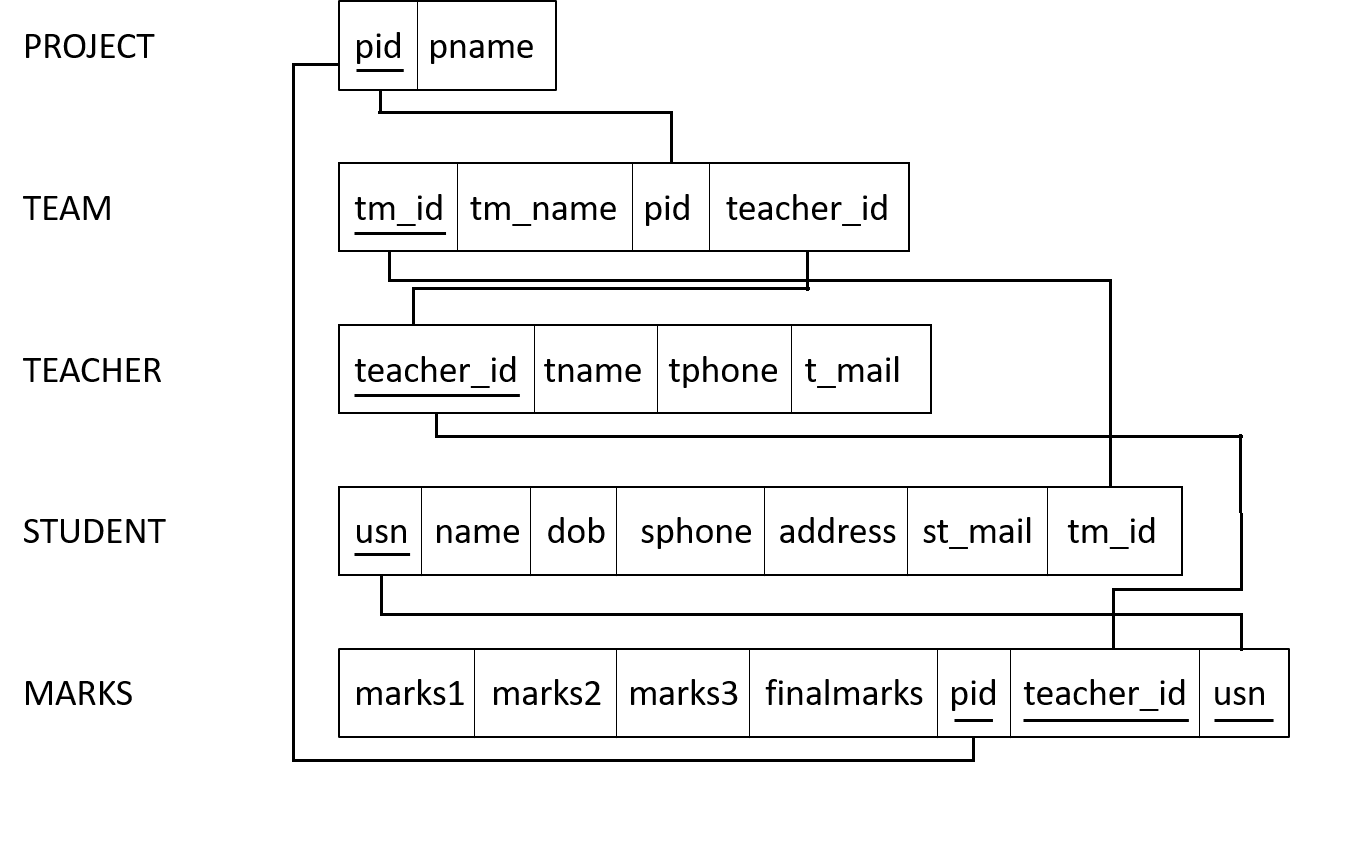 PROJECT pid pname
TEAM tm_id tm_name pid teacher_id
TEACHER teacher_id tname tphone t_mail
STUDENT usn name dob sphone address st_mail tm_id
MARKS marks1 marks2 marks3 finalmarks pid teacher_id usn